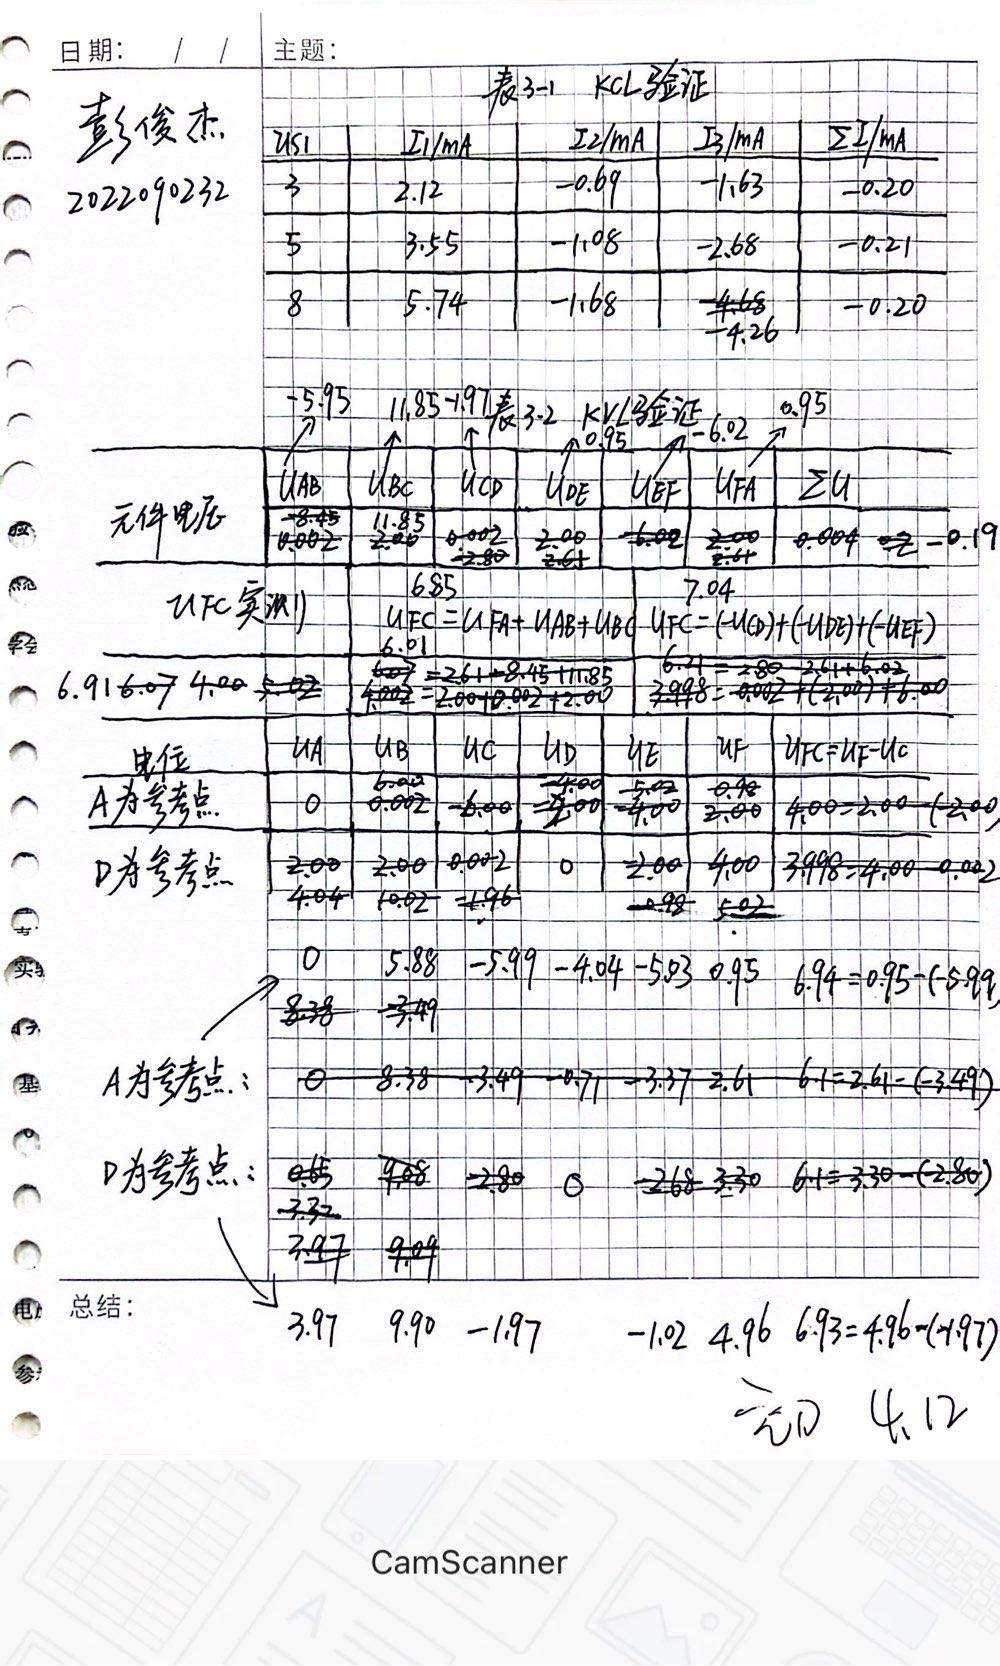 日期: / / 主题:
表3-1 KCL验证
彭俊杰
2022090232
US1 I1/mA I2/mA I3/mA ΣI/mA
3 2.12 -0.69 -1.63 -0.20
5 3.55 -1.08 -2.68 -0.21
8 5.74 -1.68 -4.68 -0.20
-4.26
-5.95 11.85 -1.97 表3-2 KVL验证 0.95
0.95 -6.02
元件电压 UAB UBC UCD UDE UEF UFA ΣU
-8.45 11.85
0.002 2.00 0.002 2.00 -6.02 2.00 0.004 -0.19
-2.80 2.61 2.61
6.85 7.04
UFC实测 UFC=UFA+UAB+UBC UFC=(-UCD)+(-UDE)+(-UEF)
6.01
6.07=2.61+8.45+11.85 6.21=2.80-2.61+6.02
6.91 6.07 4.00 5.02 4.002=2.00+0.002+2.00 3.998=-0.002+(-2.00)+6.00
电位 UA UB UC UD UE UF UFC=UF-UC
6.00 -4.00 -5.02 0.98
A为参考点 0 0.002 -6.00 -4.00 2.00 4.00=2.00-(-2.00)
D为参考点 2.00 2.00 0.002 0 -2.00 4.00 3.998=4.00-0.002
4.04 10.02 -1.96 -0.98 5.02
0 5.88 -5.99 -4.04 -5.03 0.95 6.94=0.95-(-5.99)
8.38 -3.49
A为参考点: 0 8.38 -3.49 -0.71 -3.37 2.61 6.1=2.61-(-3.49)
D为参考点: 0.65 9.08 -2.80 0 -2.68 3.30 6.1=3.30-(-2.80)
-3.32
3.97 9.09
总结:
3.97 9.90 -1.97 -1.02 4.96 6.93=4.96-(-1.97)
4.12
CamScanner